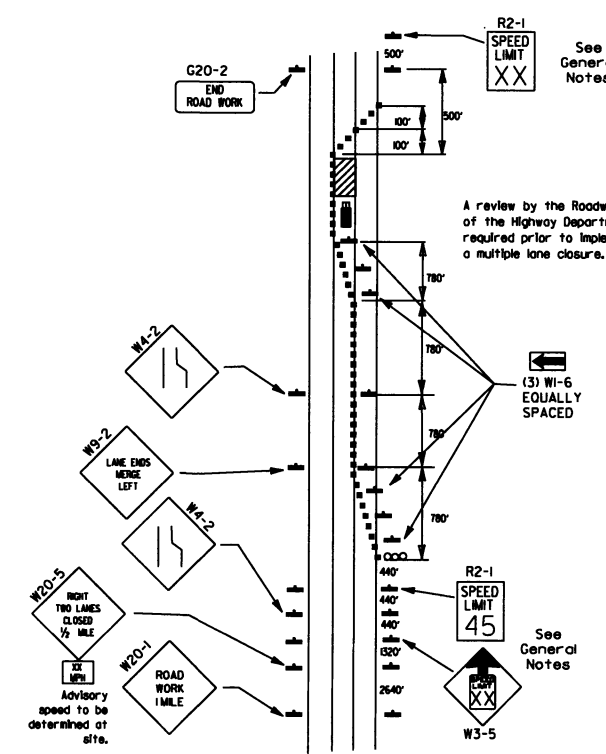 R2-1
SPEED
LIMIT
XX
See
General
Notes
500'
G20-2
END
ROAD WORK
500'
100'
100'
A review by the Roadw
of the Highway Depart
required prior to imple
a multiple lane closure.
780'
W4-2
780'
(3) W1-6
EQUALLY
SPACED
W9-2
LANE ENDS
MERGE
LEFT
780'
W4-2
780'
440'
R2-1
SPEED
LIMIT
45
440'
440'
W20-5
RIGHT
TWO LANES
CLOSED
½ MILE
XX
MPH
Advisory
speed to be
determined at
site.
W20-1
ROAD
WORK
1 MILE
1320'
2640'
See
General
Notes
SPEED
LIMIT
XX
W3-5